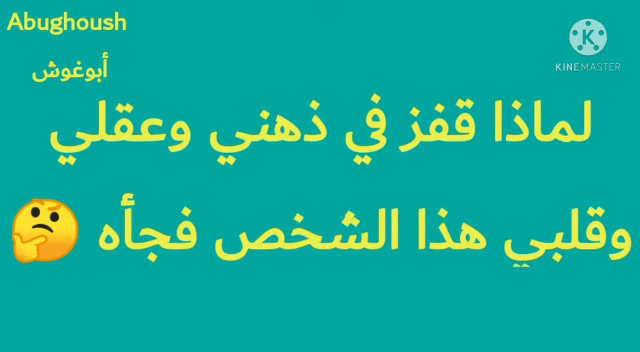 Abughoush
أبوغوش
KINEMASTER
لماذا قفز في ذهني وعقلي
وقلبي هذا الشخص فجأه 🤔